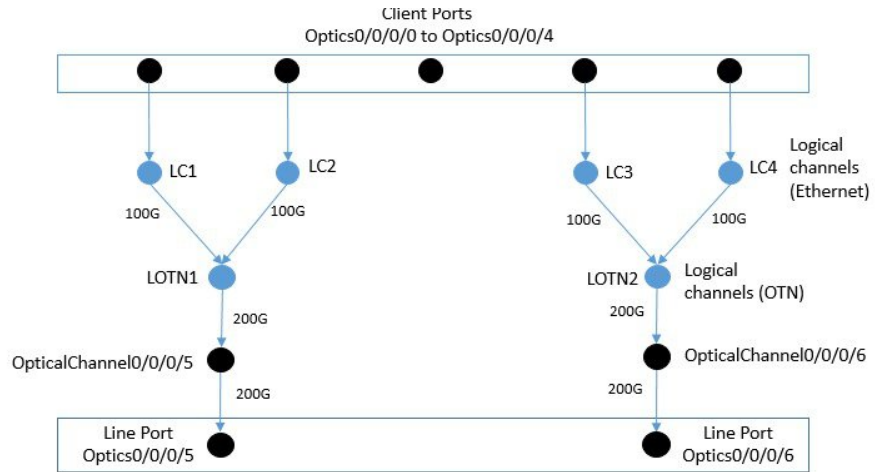 Client Ports
Optics0/0/0/0 to Optics0/0/0/4
LC1
LC2
LC3
LC4
Logical
channels
(Ethernet)
100G
100G
100G
100G
LOTN1
LOTN2
Logical
channels (OTN)
200G
200G
OpticalChannel0/0/0/5
OpticalChannel0/0/0/6
200G
200G
Line Port
Optics0/0/0/5
Line Port
Optics0/0/0/6